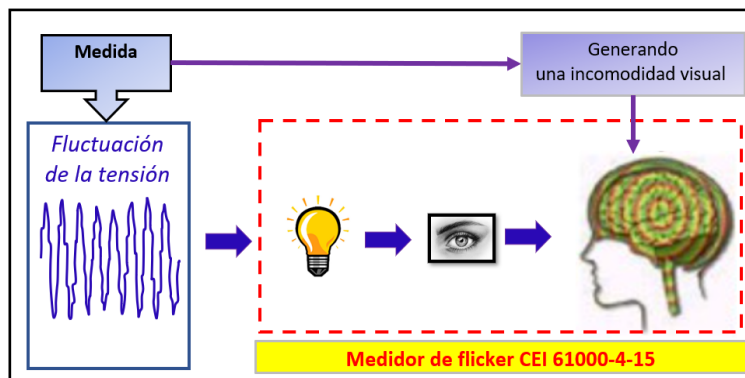 Medida
Generando
una incomodidad visual
Fluctuación
de la tensión
Medidor de flicker CEI 61000-4-15